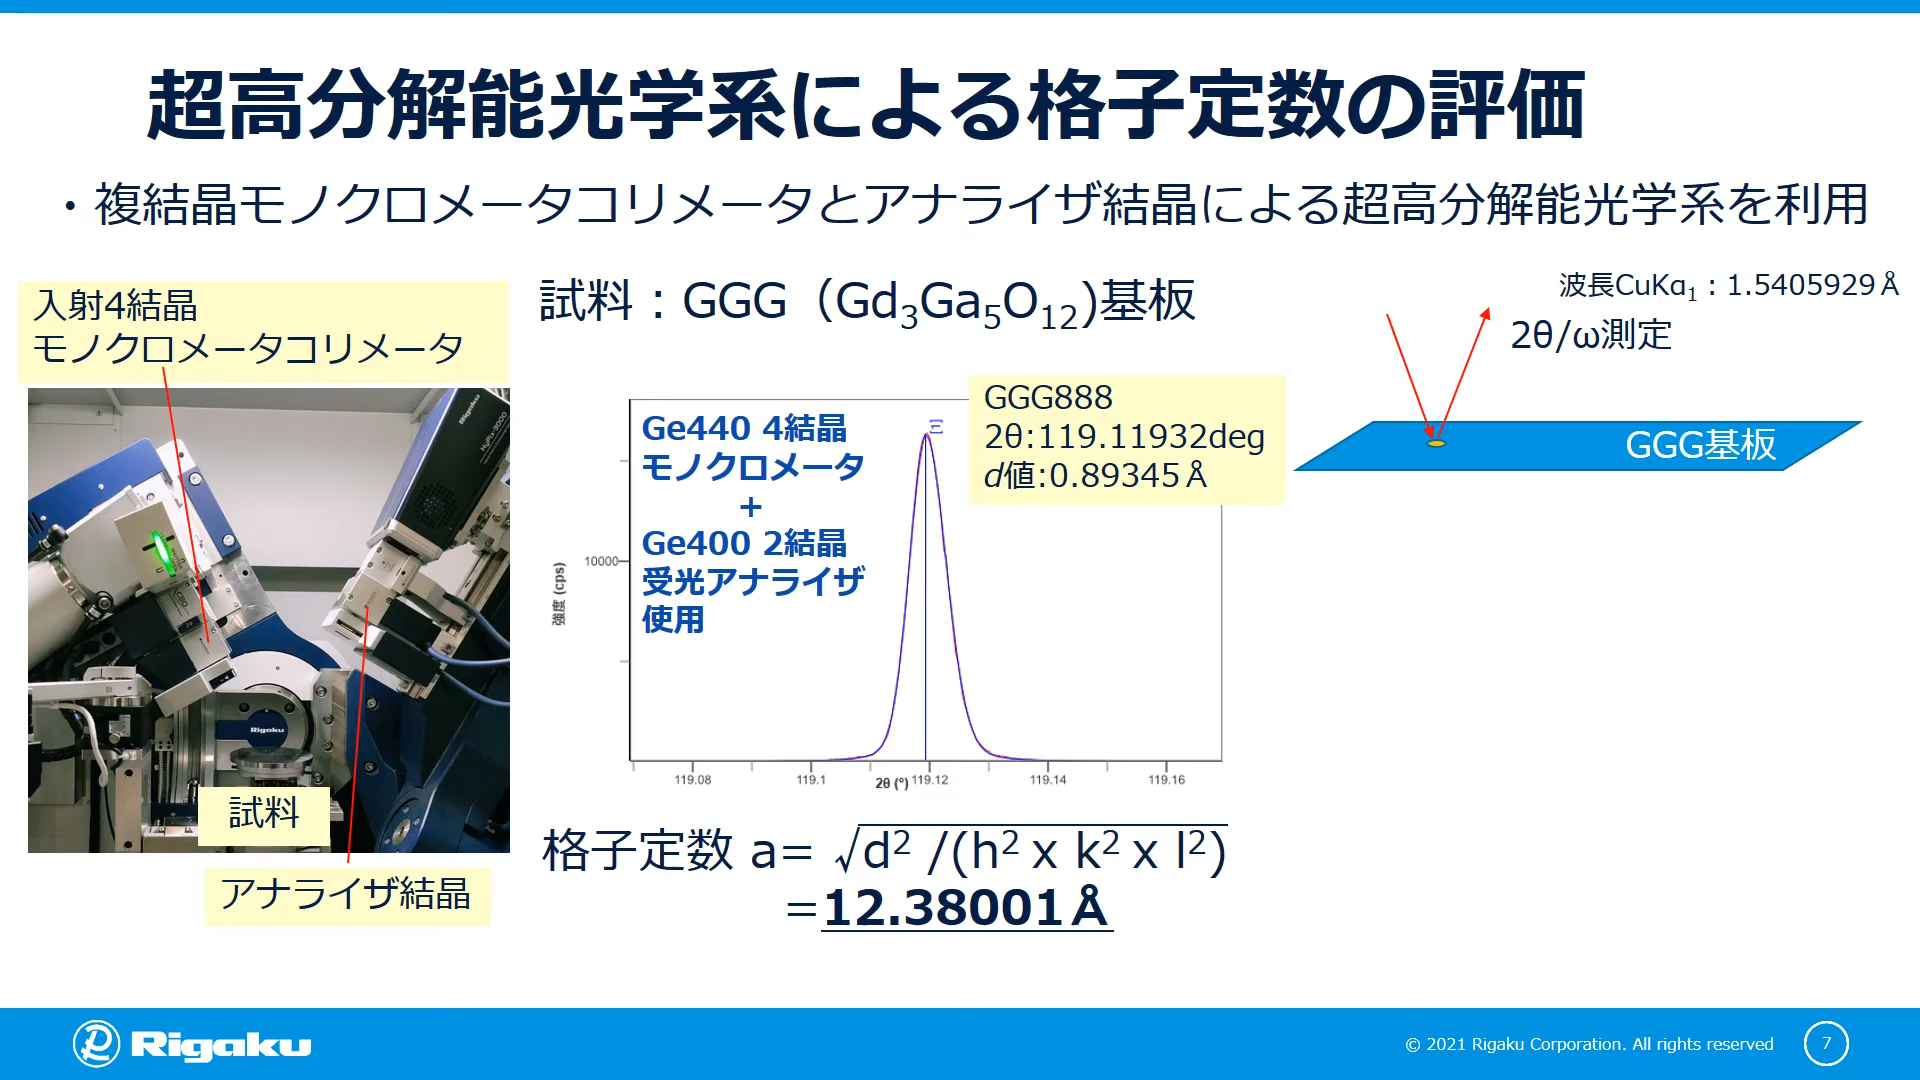 超高分解能光学系による格子定数の評価
・複結晶モノクロメータコリメータとアナライザ結晶による超高分解能光学系を利用
入射4結晶
モノクロメータコリメータ
Rigaku
HyPix-3000
CBO
Rigaku
試料
アナライザ結晶
試料：GGG（Gd₃Ga₅O₁₂)基板
Ge440 4結晶
モノクロメータ
+
Ge400 2結晶
受光アナライザ
使用
[1]
GGG888
2θ:119.11932deg
d値:0.89345Å
強度 (cps)
10000
119.08
119.1
2θ (°)
119.12
119.14
119.16
格子定数 a= √d² /(h² x k² x l²)
=12.38001Å
波長CuKα₁：1.5405929Å
2θ/ω測定
GGG基板
Rigaku
© 2021 Rigaku Corporation. All rights reserved
7